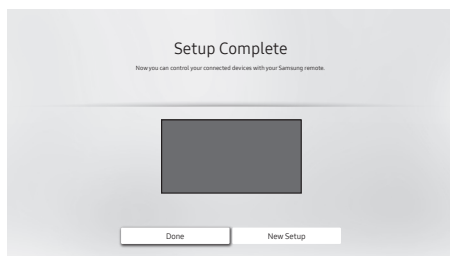 Setup Complete
Now you can control your connected devices with your Samsung remote.
Done
New Setup